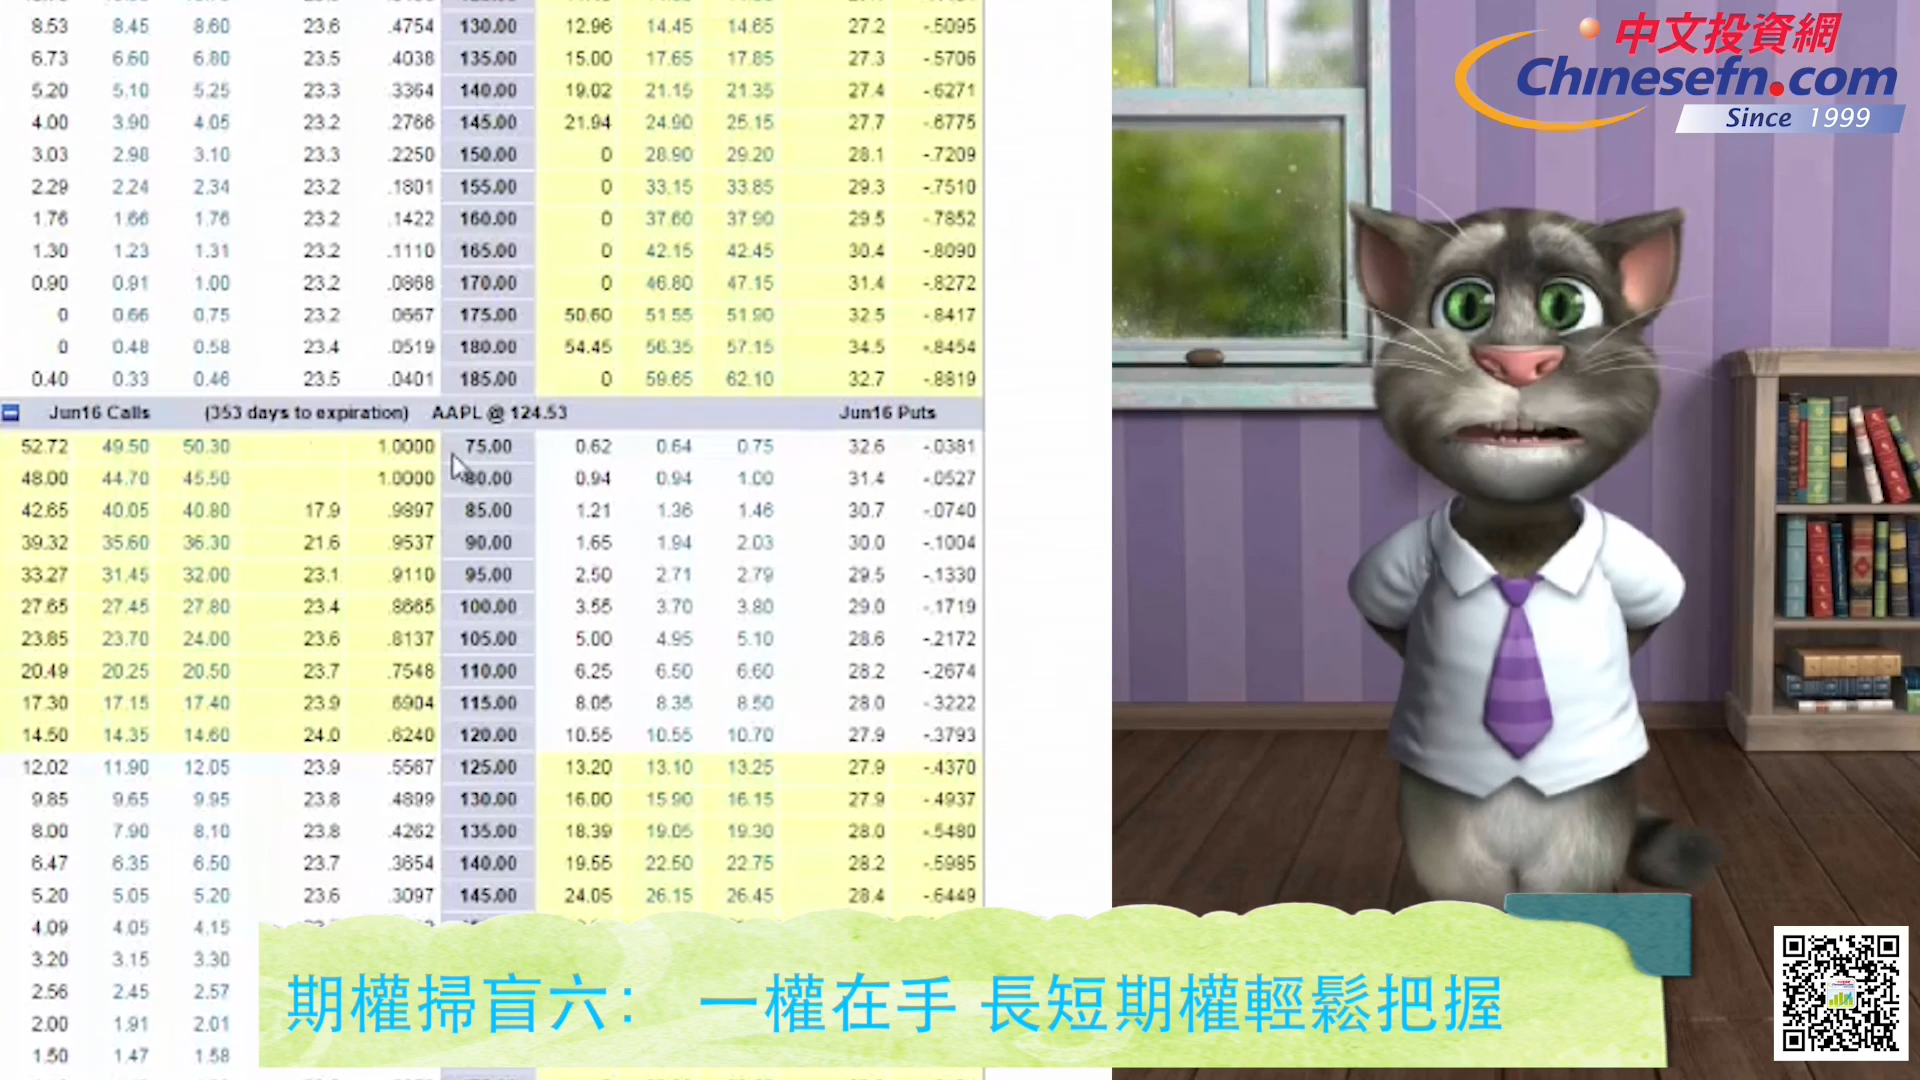 8.53 8.45 8.60 23.6 .4754 130.00 12.96 14.45 14.65 27.2 -.5095
6.73 6.60 6.80 23.5 .4038 135.00 15.00 17.65 17.85 27.3 -.5706
5.20 5.10 5.25 23.3 .3364 140.00 19.02 21.15 21.35 27.4 -.6271
4.00 3.90 4.05 23.2 .2766 145.00 21.94 24.90 25.15 27.7 -.6775
3.03 2.98 3.10 23.3 .2250 150.00 0 28.90 29.20 28.1 -.7209
2.29 2.24 2.34 23.2 .1801 155.00 0 33.15 33.85 29.3 -.7510
1.76 1.66 1.76 23.2 .1422 160.00 0 37.60 37.90 29.5 -.7852
1.30 1.23 1.31 23.2 .1110 165.00 0 42.15 42.45 30.4 -.8090
0.90 0.91 1.00 23.2 .0868 170.00 0 46.80 47.15 31.4 -.8272
0 0.66 0.75 23.2 .0667 175.00 50.60 51.55 51.90 32.5 -.8417
0 0.48 0.58 23.4 .0519 180.00 54.45 56.35 57.15 34.5 -.8454
0.40 0.33 0.46 23.5 .0401 185.00 0 59.65 62.10 32.7 -.8819
Jun16 Calls (353 days to expiration) AAPL @ 124.53 Jun16 Puts
52.72 49.50 50.30 1.0000 75.00 0.62 0.64 0.75 32.6 -.0381
48.00 44.70 45.50 1.0000 80.00 0.94 0.94 1.00 31.4 -.0527
42.65 40.05 40.80 17.9 .9897 85.00 1.21 1.36 1.46 30.7 -.0740
39.32 35.60 36.30 21.6 .9537 90.00 1.65 1.94 2.03 30.0 -.1004
33.27 31.45 32.00 23.1 .9110 95.00 2.50 2.71 2.79 29.5 -.1330
27.65 27.45 27.80 23.4 .8665 100.00 3.55 3.70 3.80 29.0 -.1719
23.85 23.70 24.00 23.6 .8137 105.00 5.00 4.95 5.10 28.6 -.2172
20.49 20.25 20.50 23.7 .7548 110.00 6.25 6.50 6.60 28.2 -.2674
17.30 17.15 17.40 23.9 .6904 115.00 8.05 8.35 8.50 28.0 -.3222
14.50 14.35 14.60 24.0 .6240 120.00 10.55 10.55 10.70 27.9 -.3793
12.02 11.90 12.05 23.9 .5567 125.00 13.20 13.10 13.25 27.9 -.4370
9.85 9.65 9.95 23.8 .4899 130.00 16.00 15.90 16.15 27.9 -.4937
8.00 7.90 8.10 23.8 .4262 135.00 18.39 19.05 19.30 28.0 -.5480
6.47 6.35 6.50 23.7 .3654 140.00 19.55 22.50 22.75 28.2 -.5985
5.20 5.05 5.20 23.6 .3097 145.00 24.05 26.15 26.45 28.4 -.6449
4.09 4.05 4.15
3.20 3.15 3.30
2.56 2.45 2.57
2.00 1.91 2.01
1.50 1.47 1.58
中文投資網
Chinesefn.com
Since 1999
期權掃盲六： 一權在手 長短期權輕鬆把握